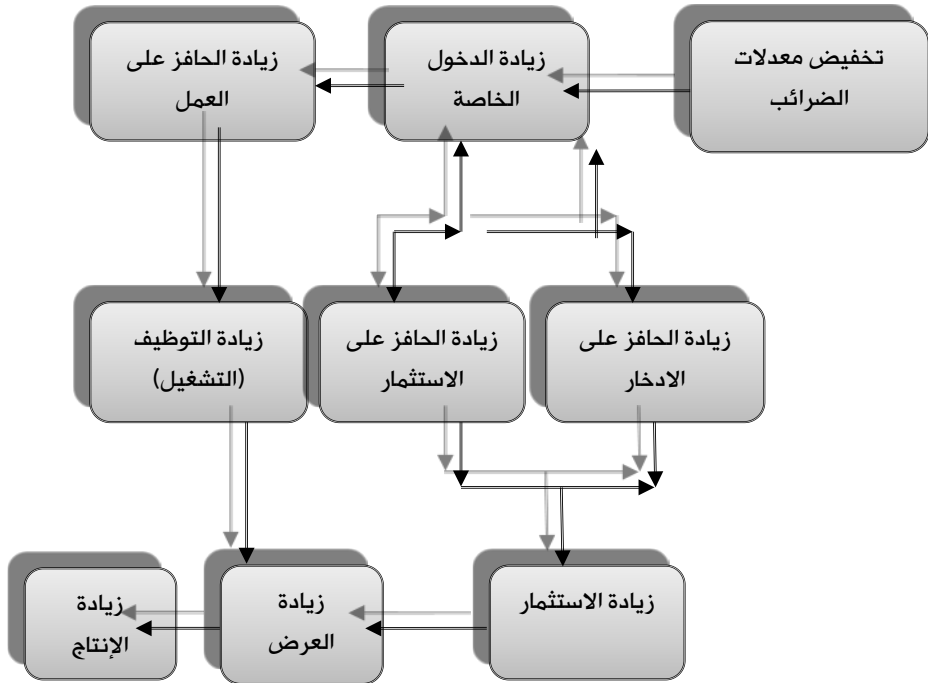 تخفيض معدلات
الضرائب
زيادة الدخول
الخاصة
زيادة الحافز على
العمل
زيادة الحافز على
الادخار
زيادة الحافز على
الاستثمار
زيادة التوظيف
(التشغيل)
زيادة الاستثمار
زيادة
العرض
زيادة
الإنتاج